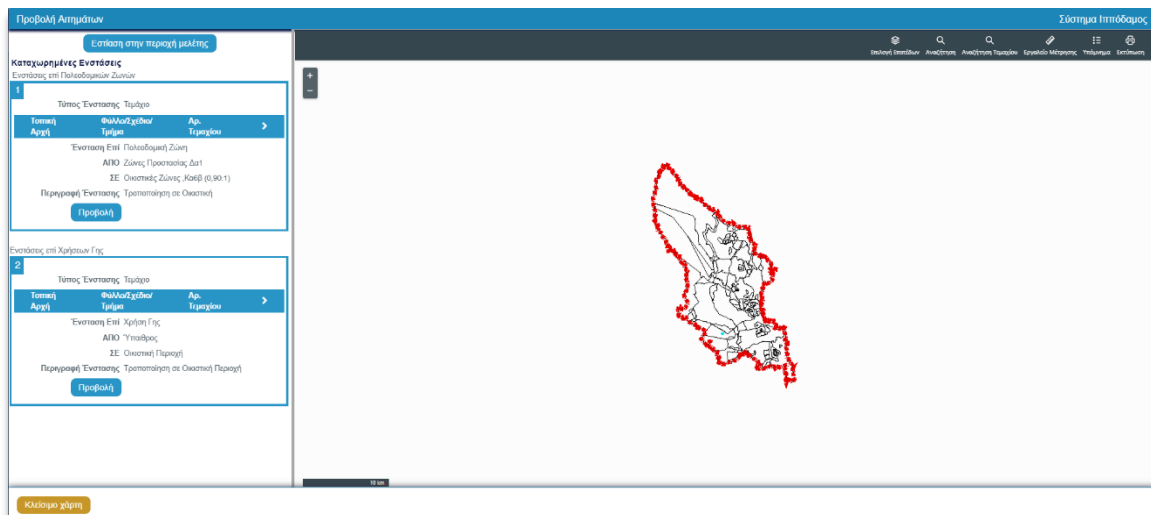 Προβολή Αιτημάτων
Σύστημα Ιππόδαμος
Εστίαση στην περιοχή μελέτης
Επιλογή Επιπέδων Αναζήτηση Αναζήτηση Τεμαχίου Εργαλείο Μέτρησης Υπόμνημα Εκτύπωση
Καταχωρημένες Ενστάσεις
Ενστάσεις επί Πολεοδομικών Ζωνών
1
Τύπος Ένστασης Τεμάχιο
Τοπική Φύλλο/Σχέδιο/ Αρ.
Αρχή Τμήμα Τεμαχίου
Ένσταση Επί Πολεοδομική Ζώνη
ΑΠΟ Ζώνες Προστασίας Δα1
ΣΕ Οικιστικές Ζώνες ,Κα6β (0,90:1)
Περιγραφή Ένστασης Τροποποίηση σε Οικιστική
Προβολή
Ενστάσεις επί Χρήσεων Γης
2
Τύπος Ένστασης Τεμάχιο
Τοπική Φύλλο/Σχέδιο/ Αρ.
Αρχή Τμήμα Τεμαχίου
Ένσταση Επί Χρήση Γης
ΑΠΟ Ύπαιθρος
ΣΕ Οικιστική Περιοχή
Περιγραφή Ένστασης Τροποποίηση σε Οικιστική Περιοχή
Προβολή
+
−
10 km
Κλείσιμο χάρτη